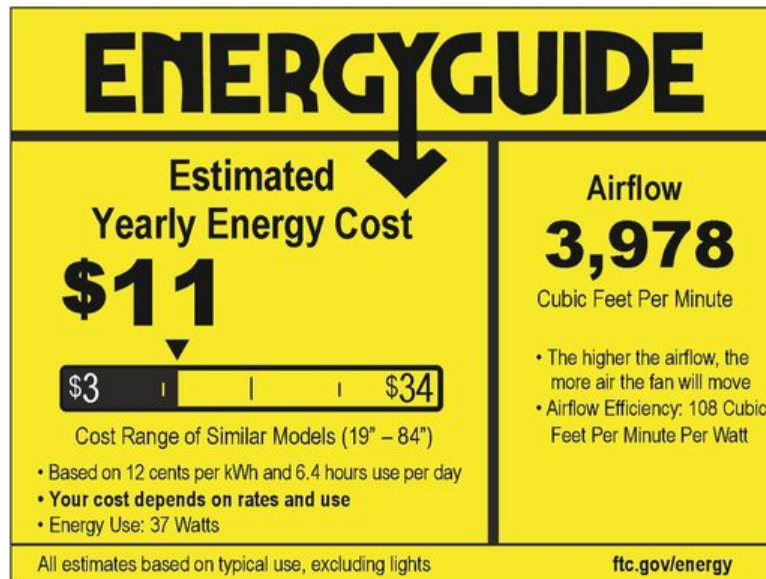 ENERGYGUIDE
Estimated
Yearly Energy Cost
$11
$3 $34
Cost Range of Similar Models (19” – 84”)
• Based on 12 cents per kWh and 6.4 hours use per day
• Your cost depends on rates and use
• Energy Use: 37 Watts
Airflow
3,978
Cubic Feet Per Minute
• The higher the airflow, the
more air the fan will move
• Airflow Efficiency: 108 Cubic
Feet Per Minute Per Watt
All estimates based on typical use, excluding lights
ftc.gov/energy